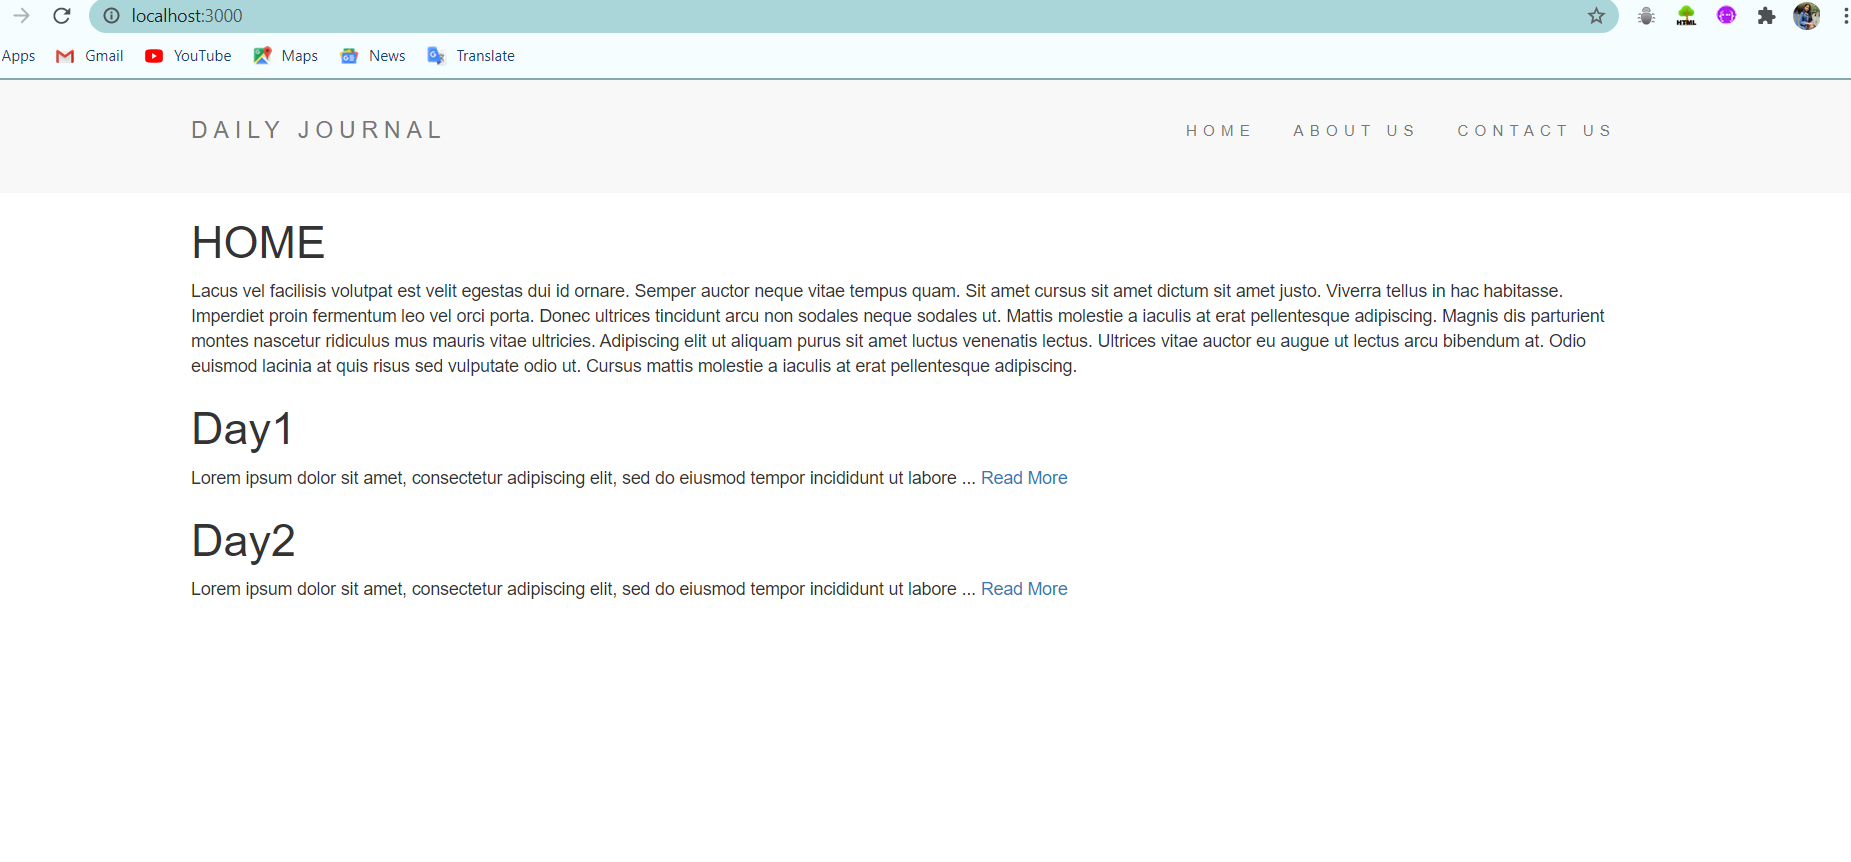 localhost:3000
Apps Gmail YouTube Maps News Translate
DAILY JOURNAL HOME ABOUT US CONTACT US
HOME
Lacus vel facilisis volutpat est velit egestas dui id ornare. Semper auctor neque vitae tempus quam. Sit amet cursus sit amet dictum sit amet justo. Viverra tellus in hac habitasse.
Imperdiet proin fermentum leo vel orci porta. Donec ultrices tincidunt arcu non sodales neque sodales ut. Mattis molestie a iaculis at erat pellentesque adipiscing. Magnis dis parturient
montes nascetur ridiculus mus mauris vitae ultricies. Adipiscing elit ut aliquam purus sit amet luctus venenatis lectus. Ultrices vitae auctor eu augue ut lectus arcu bibendum at. Odio
euismod lacinia at quis risus sed vulputate odio ut. Cursus mattis molestie a iaculis at erat pellentesque adipiscing.
Day1
Lorem ipsum dolor sit amet, consectetur adipiscing elit, sed do eiusmod tempor incididunt ut labore ... Read More
Day2
Lorem ipsum dolor sit amet, consectetur adipiscing elit, sed do eiusmod tempor incididunt ut labore ... Read More